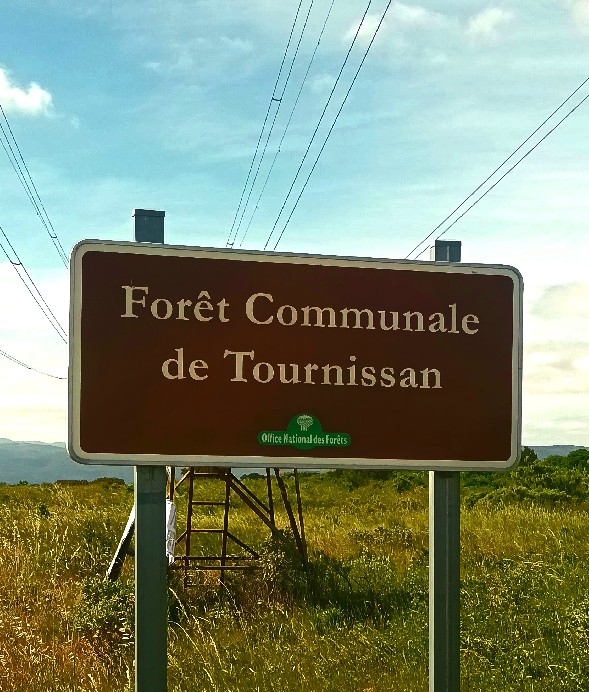 Forêt Communale
de Tournissan
Office National des Forêts